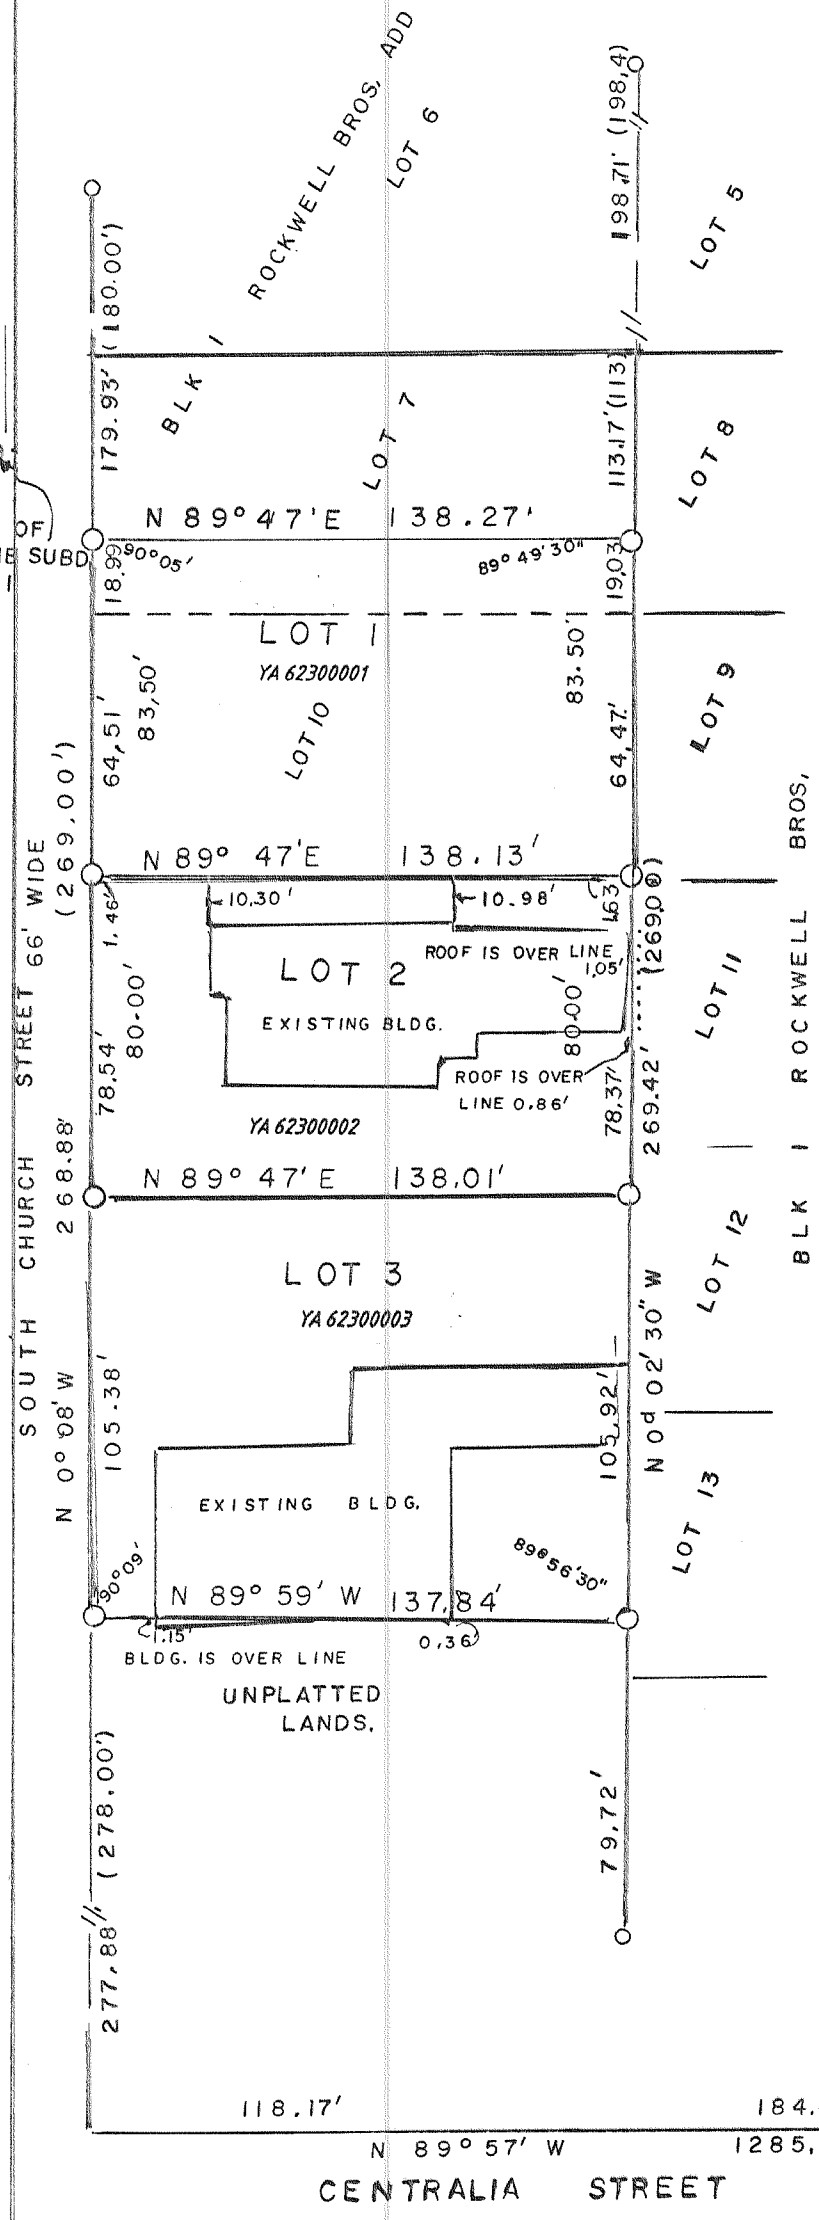 ROCKWELL BROS, ADD
LOT 6
198.71' (198.4)
LOT 5
179.93' (180.00')
BLK 1
LOT 7
113.17' (113)
LOT 8
OF
SUBD
1
N 89° 47' E 138.27'
18.99
90°05'
89° 49' 30"
19.03
LOT 1
YA 62300001
83.50'
83,50'
64,51'
64,47'
LOT 10
LOT 9
(269,00')
N 89° 47' E 138.13'
(269.00)
1.46'
10.30'
10.98'
1.63
ROOF IS OVER LINE
1,05'
LOT 2
EXISTING BLDG.
80.00'
80.00'
78.54'
ROOF IS OVER
LINE 0.86'
78.37'
269.42'
YA 62300002
LOT 11
BLK 1 ROCKWELL BROS,
SOUTH CHURCH STREET 66' WIDE
N 0° 08' W 268.88'
N 89° 47' E 138.01'
LOT 3
YA 62300003
LOT 12
105.38'
105.92'
N 0d 02' 30" W
EXISTING BLDG.
LOT 13
90°09'
89°56'30"
N 89° 59' W 137.84'
1.15'
0.36'
BLDG. IS OVER LINE
UNPLATTED
LANDS.
277.88' (278.00')
79.72'
118.17'
184.
N 89° 57' W
1285.
CENTRALIA STREET